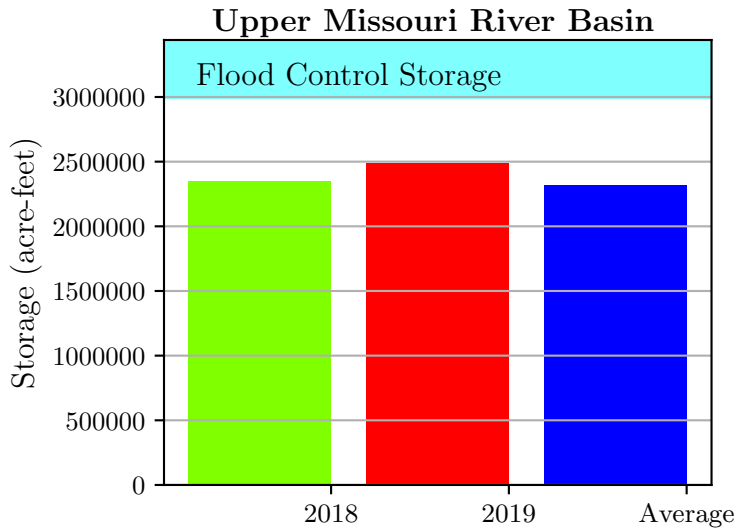 Upper Missouri River Basin
Flood Control Storage
3000000
2500000
2000000
1500000
1000000
500000
0
Storage (acre-feet)
2018
2019
Average